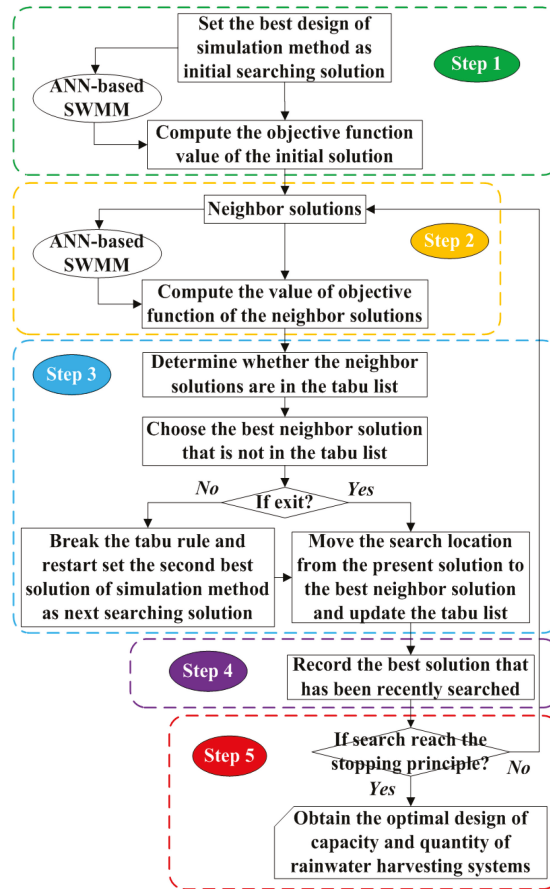 Set the best design of
simulation method as
initial searching solution
Step 1
ANN-based
SWMM
Compute the objective function
value of the initial solution
Neighbor solutions
Step 2
ANN-based
SWMM
Compute the value of objective
function of the neighbor solutions
Determine whether the neighbor
solutions are in the tabu list
Step 3
Choose the best neighbor solution
that is not in the tabu list
No
If exit?
Yes
Break the tabu rule and
restart set the second best
solution of simulation method
as next searching solution
Move the search location
from the present solution to
the best neighbor solution
and update the tabu list
Step 4
Record the best solution that
has been recently searched
Step 5
If search reach the
stopping principle?
No
Yes
Obtain the optimal design of
capacity and quantity of
rainwater harvesting systems